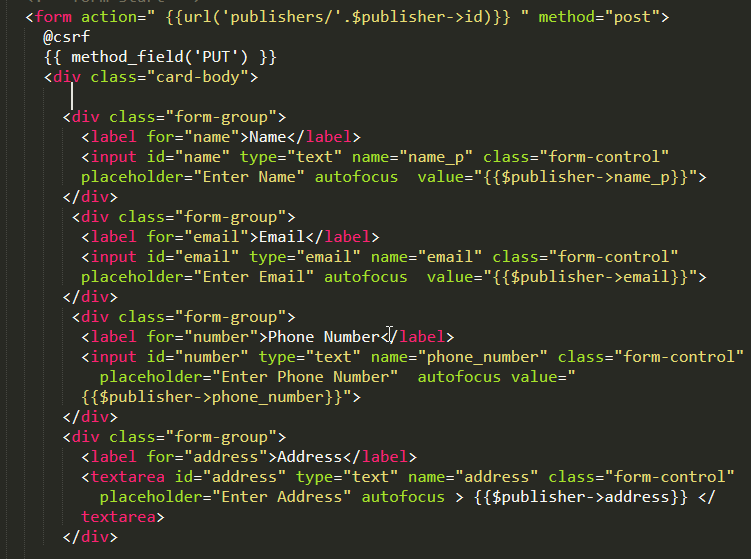 <form action=" {{url('publishers/'.$publisher->id)}} " method="post">
@csrf
{{ method_field('PUT') }}
<div class="card-body">
<div class="form-group">
<label for="name">Name</label>
<input id="name" type="text" name="name_p" class="form-control"
placeholder="Enter Name" autofocus  value="{{$publisher->name_p}}">
</div>
<div class="form-group">
<label for="email">Email</label>
<input id="email" type="email" name="email" class="form-control"
placeholder="Enter Email" autofocus  value="{{$publisher->email}}">
</div>
<div class="form-group">
<label for="number">Phone Number</label>
<input id="number" type="text" name="phone_number" class="form-control"
placeholder="Enter Phone Number"  autofocus value="
{{$publisher->phone_number}}">
</div>
<div class="form-group">
<label for="address">Address</label>
<textarea id="address" type="text" name="address" class="form-control"
placeholder="Enter Address" autofocus > {{$publisher->address}} </
textarea>
</div>